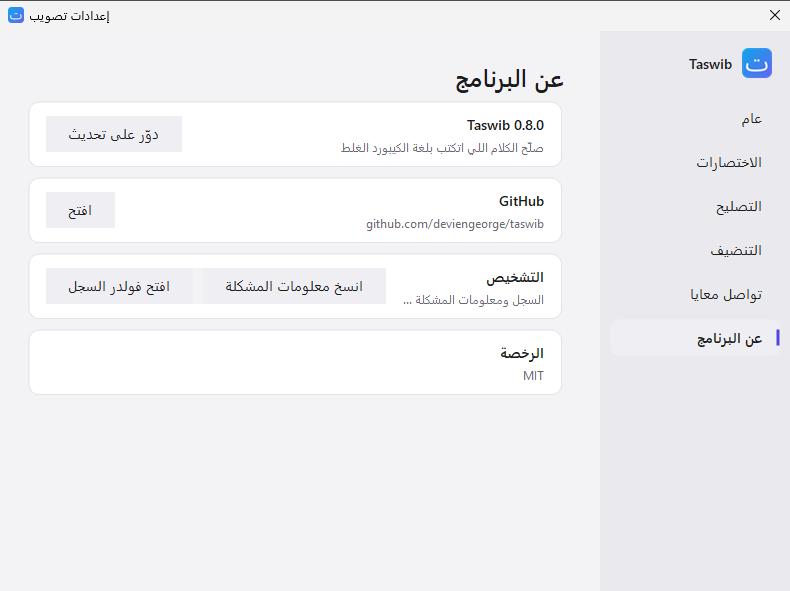 إعدادات تصويب
Taswib
عام
الاختصارات
التصليح
التنضيف
تواصل معايا
عن البرنامج
عن البرنامج
Taswib 0.8.0
صلّح الكلام اللي اتكتب بلغة الكيبورد الغلط
دوّر على تحديث
GitHub
github.com/deviengeorge/taswib
افتح
التشخيص
السجل ومعلومات المشكلة ...
انسخ معلومات المشكلة
افتح فولدر السجل
الرخصة
MIT